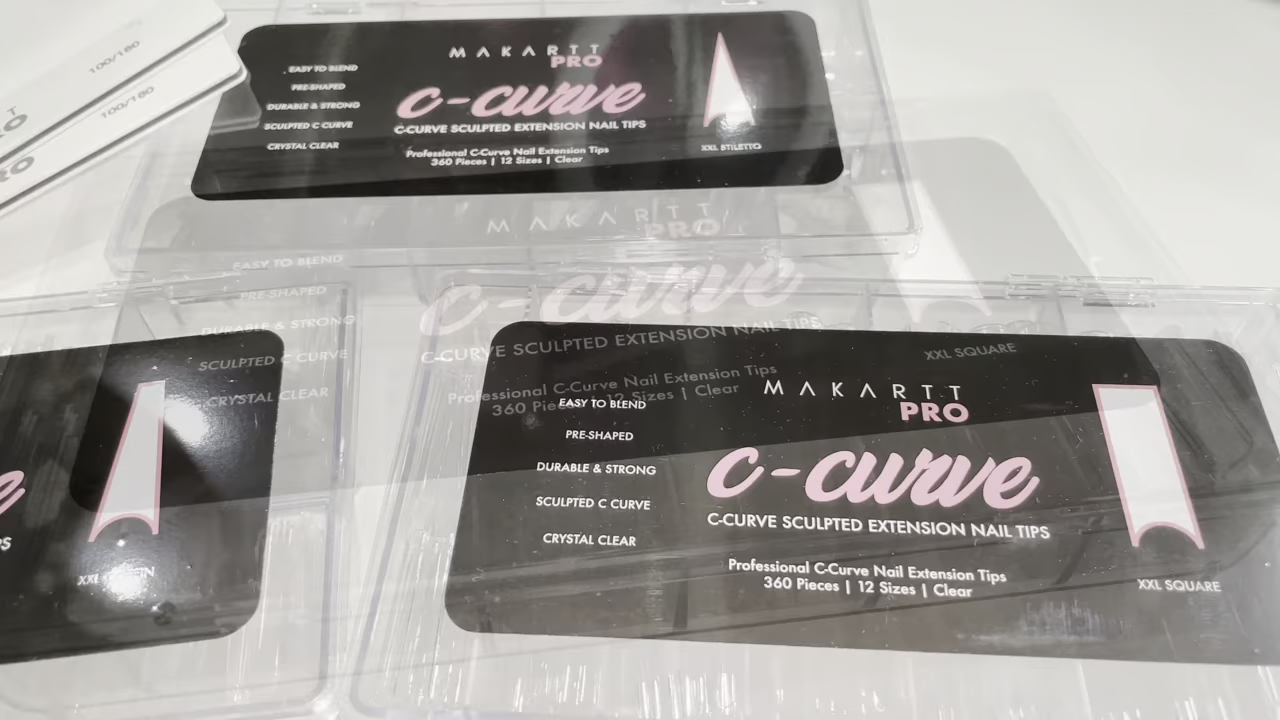 100/180
100/180
MAKARTT
PRO
c-curve
C-CURVE SCULPTED EXTENSION NAIL TIPS
Professional C-Curve Nail Extension Tips
360 Pieces | 12 Sizes | Clear
EASY TO BLEND
PRE-SHAPED
DURABLE & STRONG
SCULPTED C CURVE
CRYSTAL CLEAR
XXL STILETTO
MAKARTT
PRO
c-curve
C-CURVE SCULPTED EXTENSION NAIL TIPS
Professional C-Curve Nail Extension Tips
360 Pieces | 12 Sizes | Clear
EASY TO BLEND
PRE-SHAPED
DURABLE & STRONG
SCULPTED C CURVE
CRYSTAL CLEAR
XXL SQUARE
XXL
MAKARTT
PRO
c-curve
C-CURVE SCULPTED EXTENSION NAIL TIPS
Professional C-Curve Nail Extension Tips
360 Pieces | 12 Sizes | Clear
EASY TO BLEND
PRE-SHAPED
DURABLE & STRONG
SCULPTED C CURVE
CRYSTAL CLEAR
XXL SQUARE